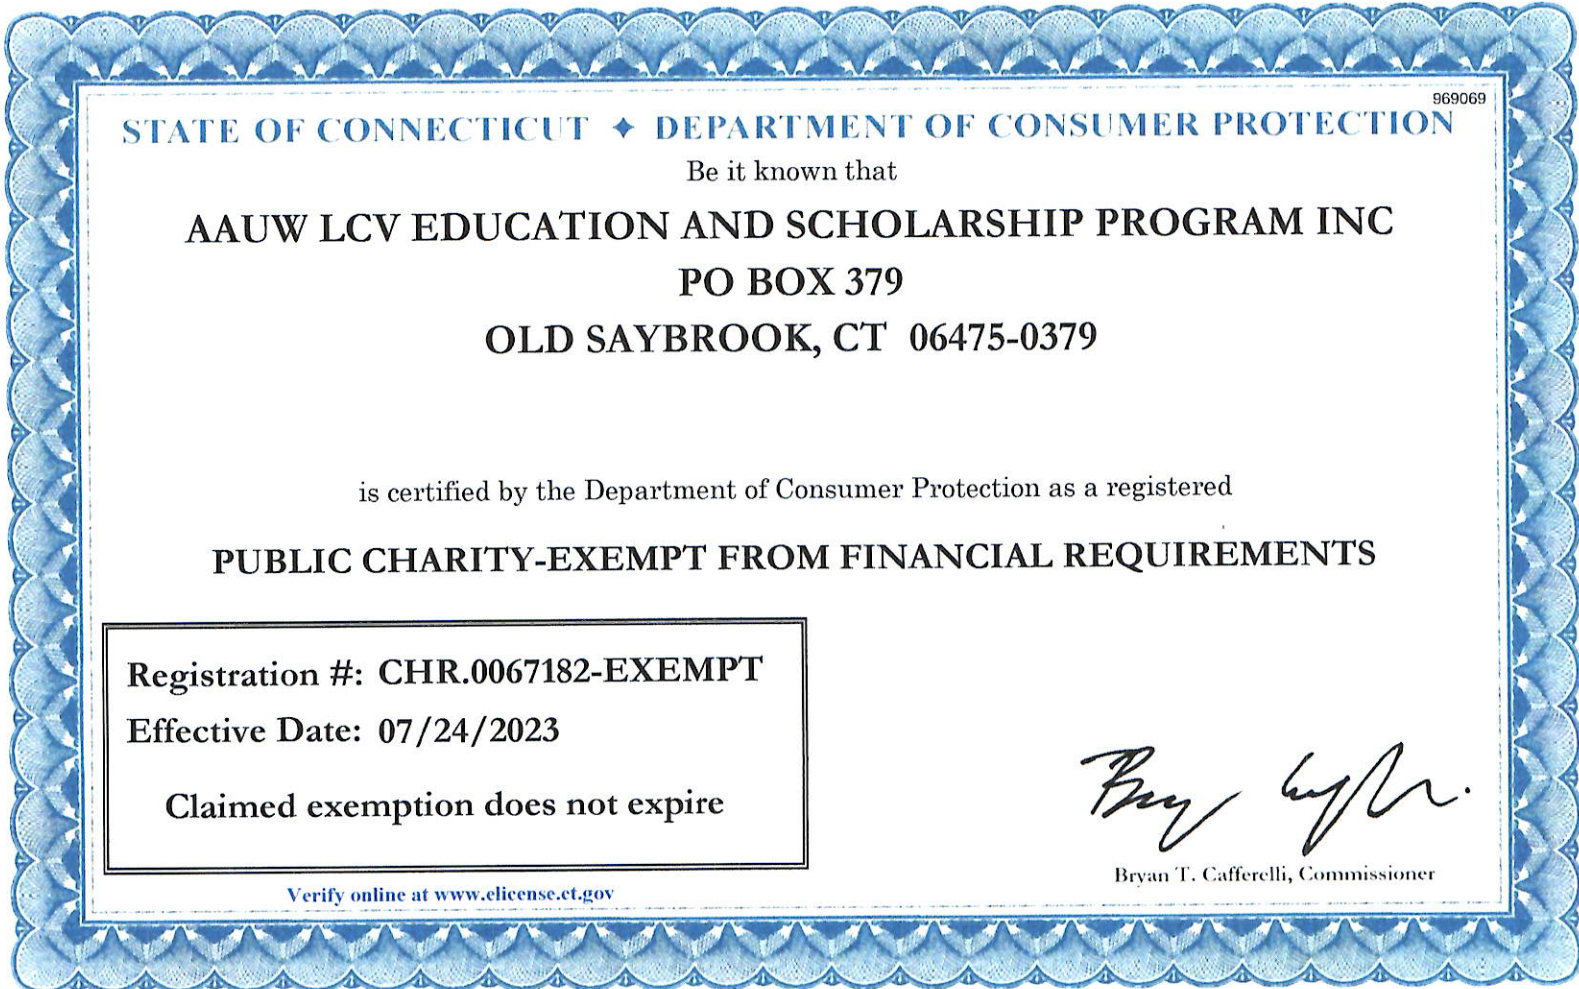 969069
STATE OF CONNECTICUT ✦ DEPARTMENT OF CONSUMER PROTECTION
Be it known that
AAUW LCV EDUCATION AND SCHOLARSHIP PROGRAM INC
PO BOX 379
OLD SAYBROOK, CT 06475-0379
is certified by the Department of Consumer Protection as a registered
PUBLIC CHARITY-EXEMPT FROM FINANCIAL REQUIREMENTS
Registration #: CHR.0067182-EXEMPT
Effective Date: 07/24/2023
Claimed exemption does not expire
Verify online at www.elicense.ct.gov
Bryan T. Cafferelli, Commissioner